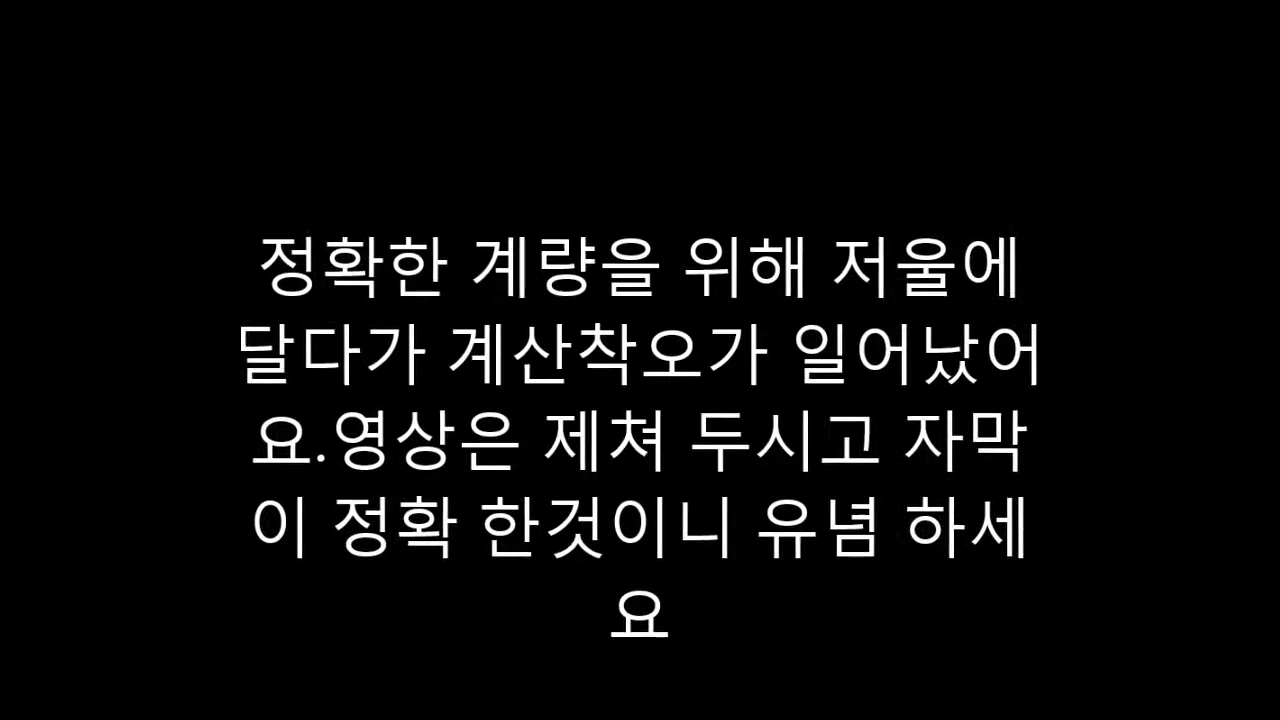 정확한 계량을 위해 저울에
달다가 계산착오가 일어났어
요.영상은 제쳐 두시고 자막
이 정확 한것이니 유념 하세
요